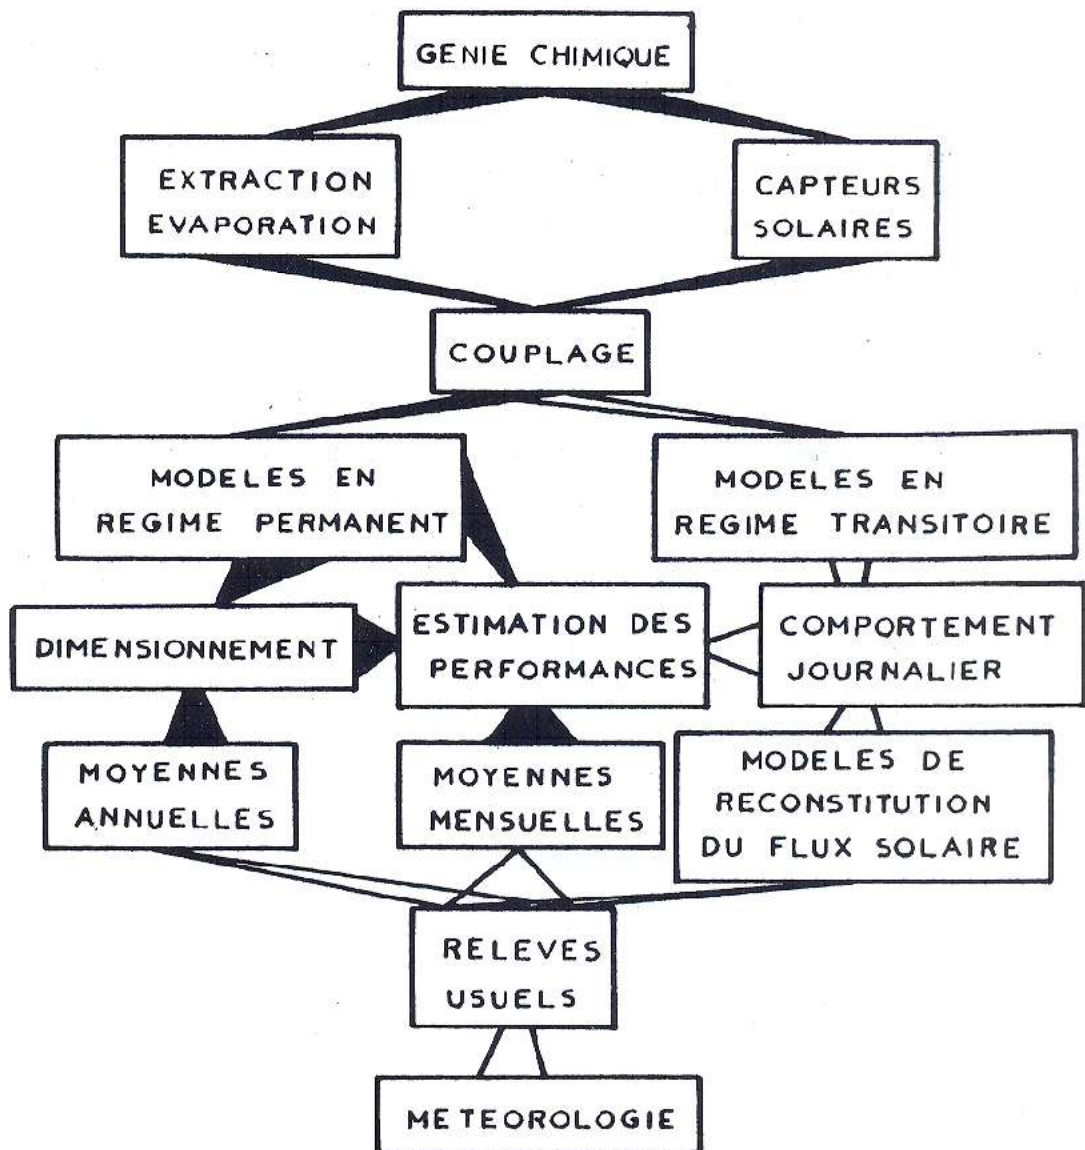 GENIE CHIMIQUE
EXTRACTION
EVAPORATION
CAPTEURS
SOLAIRES
COUPLAGE
MODELES EN
REGIME PERMANENT
MODELES EN
REGIME TRANSITOIRE
DIMENSIONNEMENT
ESTIMATION DES
PERFORMANCES
COMPORTEMENT
JOURNALIER
MOYENNES
ANNUELLES
MOYENNES
MENSUELLES
MODELES DE
RECONSTITUTION
DU FLUX SOLAIRE
RELEVES
USUELS
METEOROLOGIE